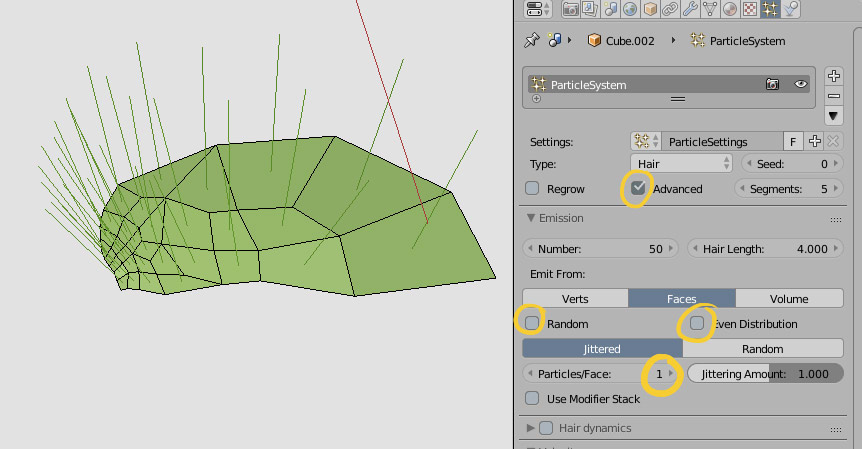 Cube.002 ParticleSystem
ParticleSystem
Settings: ParticleSettings F
Type: Hair Seed: 0
Regrow Advanced Segments: 5
Emission
Number: 50 Hair Length: 4.000
Emit From:
Verts Faces Volume
Random Even Distribution
Jittered Random
Particles/Face: 1 Jittering Amount: 1.000
Use Modifier Stack
Hair dynamics